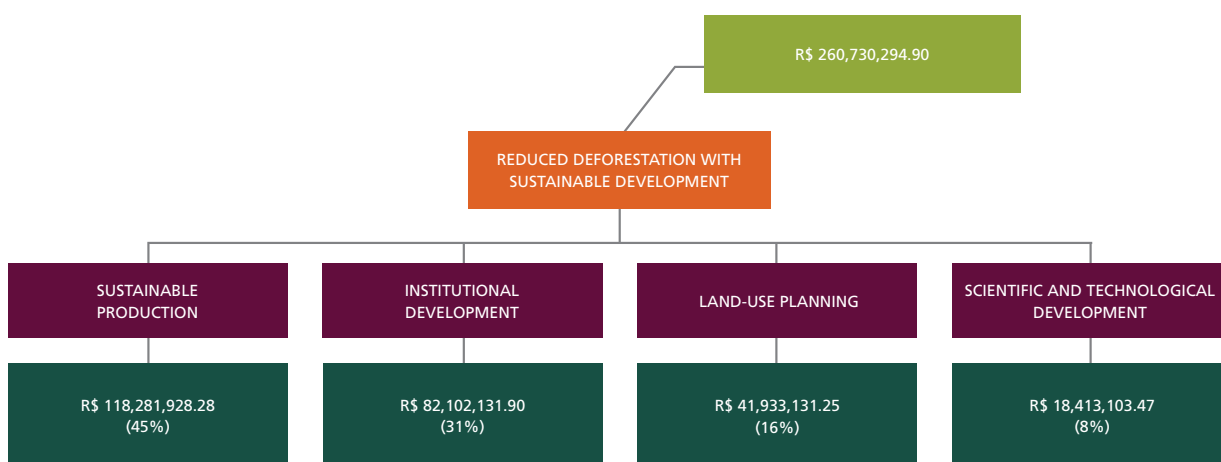 R$ 260,730,294.90
REDUCED DEFORESTATION WITH
SUSTAINABLE DEVELOPMENT
SUSTAINABLE
PRODUCTION
INSTITUTIONAL
DEVELOPMENT
LAND-USE PLANNING
SCIENTIFIC AND TECHNOLOGICAL
DEVELOPMENT
R$ 118,281,928.28
(45%)
R$ 82,102,131.90
(31%)
R$ 41,933,131.25
(16%)
R$ 18,413,103.47
(8%)